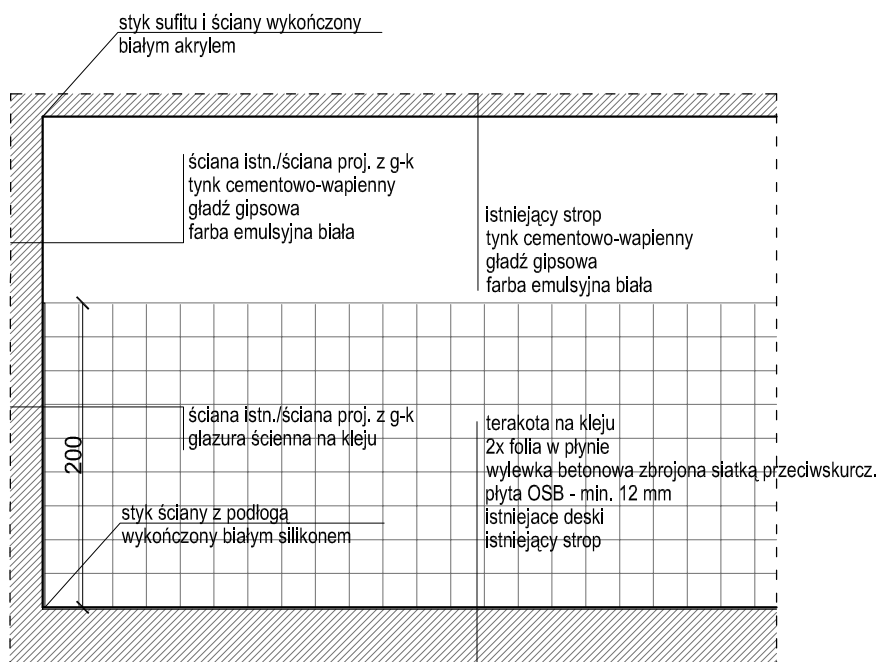 styk sufitu i ściany wykończony
białym akrylem
ściana istn./ściana proj. z g-k
tynk cementowo-wapienny
gładź gipsowa
farba emulsyjna biała
istniejący strop
tynk cementowo-wapienny
gładź gipsowa
farba emulsyjna biała
ściana istn./ściana proj. z g-k
glazura ścienna na kleju
200
terakota na kleju
2x folia w płynie
wylewka betonowa zbrojona siatką przeciwskurcz.
płyta OSB - min. 12 mm
istniejace deski
istniejący strop
styk ściany z podłogą
wykończony białym silikonem